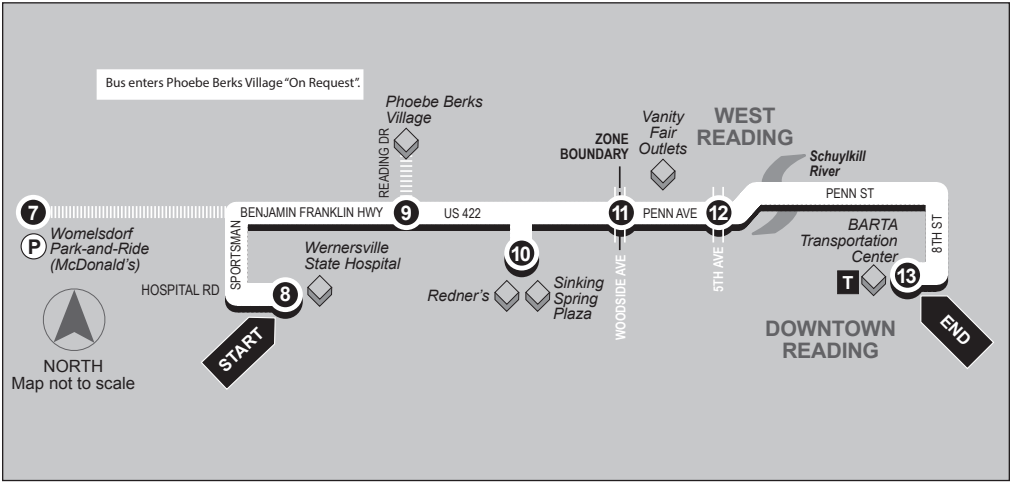 Bus enters Phoebe Berks Village “On Request”.
Phoebe Berks
Village
READING DR
ZONE
BOUNDARY
Vanity
Fair
Outlets
WEST
READING
Schuylkill
River
7
BENJAMIN FRANKLIN HWY
9
US 422
11
PENN AVE
12
PENN ST
P
Womelsdorf
Park-and-Ride
(McDonald’s)
SPORTSMAN
HOSPITAL RD
8
Wernersville
State Hospital
10
Redner’s
Sinking
Spring
Plaza
WOODSIDE AVE
5TH AVE
BARTA
Transportation
Center
8TH ST
T
13
START
END
DOWNTOWN
READING
NORTH
Map not to scale